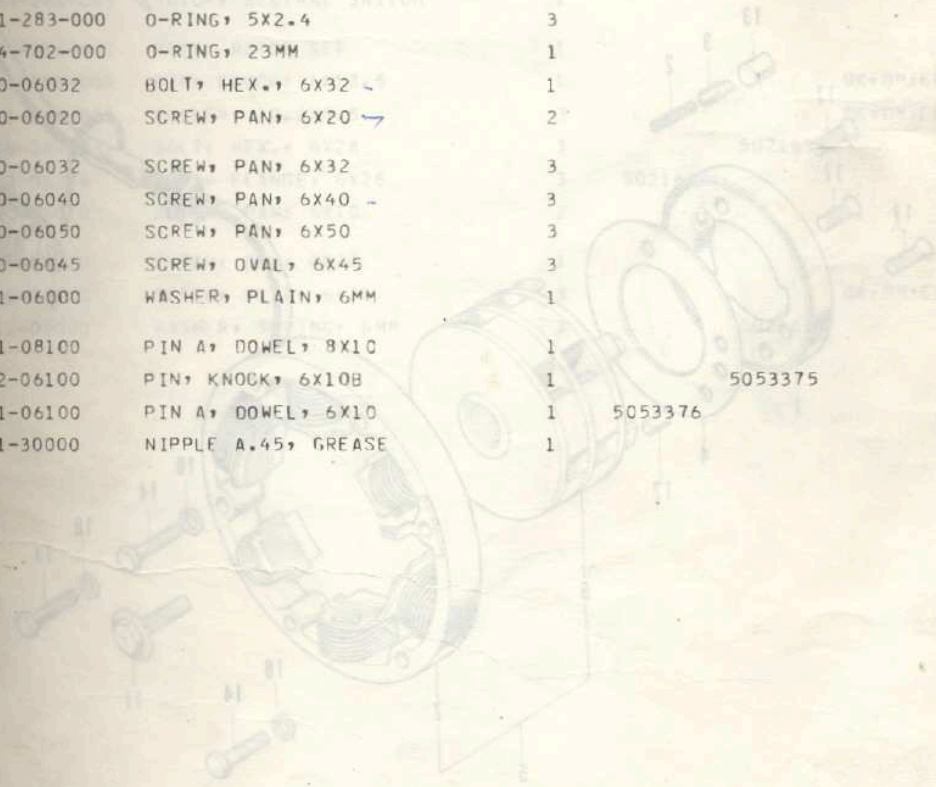 1-283-000 O-RING, 5X2.4 3
4-702-000 O-RING, 23MM 1
0-06032 BOLT, HEX., 6X32 1
0-06020 SCREW, PAN, 6X20 2
0-06032 SCREW, PAN, 6X32 3
0-06040 SCREW, PAN, 6X40 3
0-06050 SCREW, PAN, 6X50 3
0-06045 SCREW, OVAL, 6X45 3
1-06000 WASHER, PLAIN, 6MM 1
1-08100 PIN A, DOWEL, 8X10 1
2-06100 PIN, KNOCK, 6X10B 1 5053375
1-06100 PIN A, DOWEL, 6X10 1 5053376
1-30000 NIPPLE A.45, GREASE 1